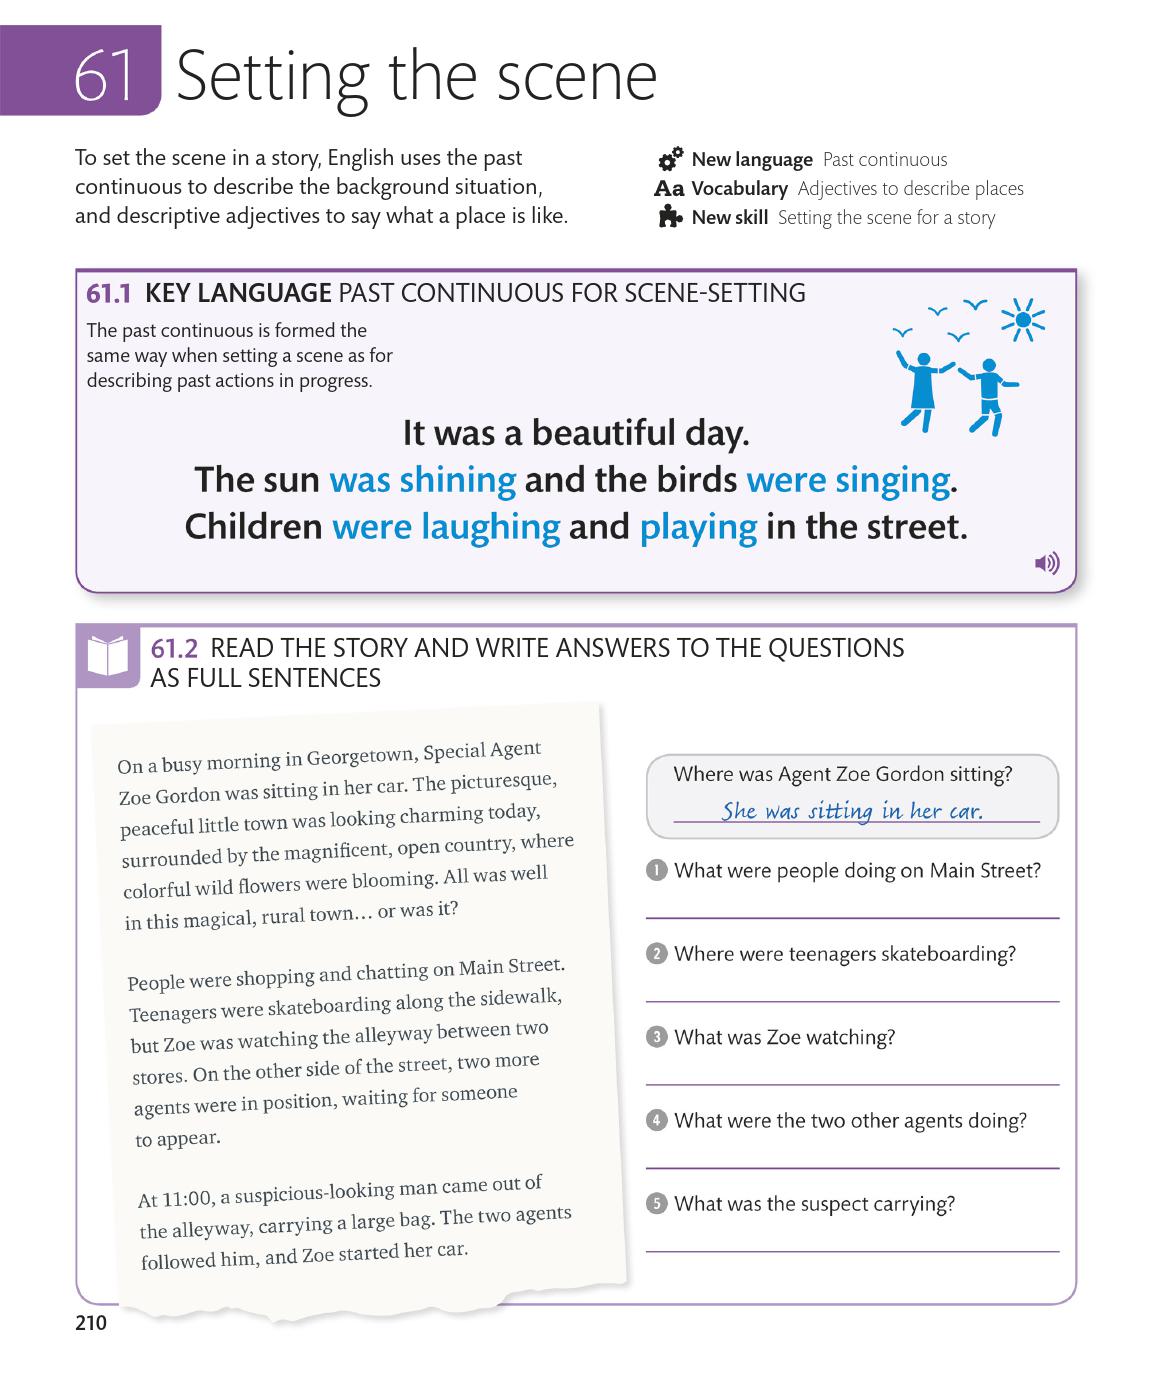 61 Setting the scene
To set the scene in a story, English uses the past
continuous to describe the background situation,
and descriptive adjectives to say what a place is like.
New language Past continuous
Aa Vocabulary Adjectives to describe places
New skill Setting the scene for a story
61.1 KEY LANGUAGE PAST CONTINUOUS FOR SCENE-SETTING
The past continuous is formed the
same way when setting a scene as for
describing past actions in progress.
It was a beautiful day.
The sun was shining and the birds were singing.
Children were laughing and playing in the street.
61.2 READ THE STORY AND WRITE ANSWERS TO THE QUESTIONS
AS FULL SENTENCES
On a busy morning in Georgetown, Special Agent
Zoe Gordon was sitting in her car. The picturesque,
peaceful little town was looking charming today,
surrounded by the magnificent, open country, where
colorful wild flowers were blooming. All was well
in this magical, rural town... or was it?
People were shopping and chatting on Main Street.
Teenagers were skateboarding along the sidewalk,
but Zoe was watching the alleyway between two
stores. On the other side of the street, two more
agents were in position, waiting for someone
to appear.
At 11:00, a suspicious-looking man came out of
the alleyway, carrying a large bag. The two agents
followed him, and Zoe started her car.
Where was Agent Zoe Gordon sitting?
She was sitting in her car.
1 What were people doing on Main Street?
2 Where were teenagers skateboarding?
3 What was Zoe watching?
4 What were the two other agents doing?
5 What was the suspect carrying?
210